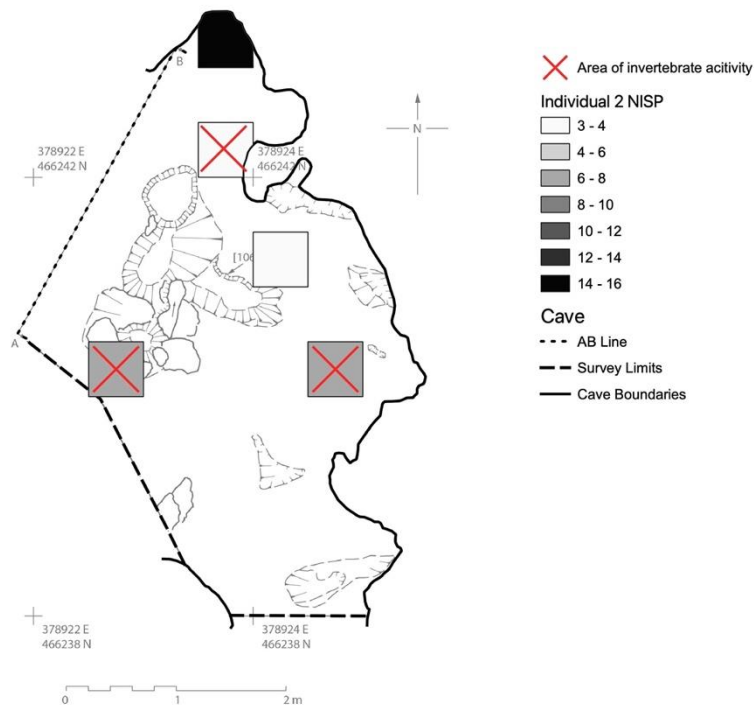 B
N
378922 E
466242 N
378924 E
466242 N
[106
A
378922 E
466238 N
378924 E
466238 N
0 1 2 m
Area of invertebrate acitivity
Individual 2 NISP
3 - 4
4 - 6
6 - 8
8 - 10
10 - 12
12 - 14
14 - 16
Cave
AB Line
Survey Limits
Cave Boundaries